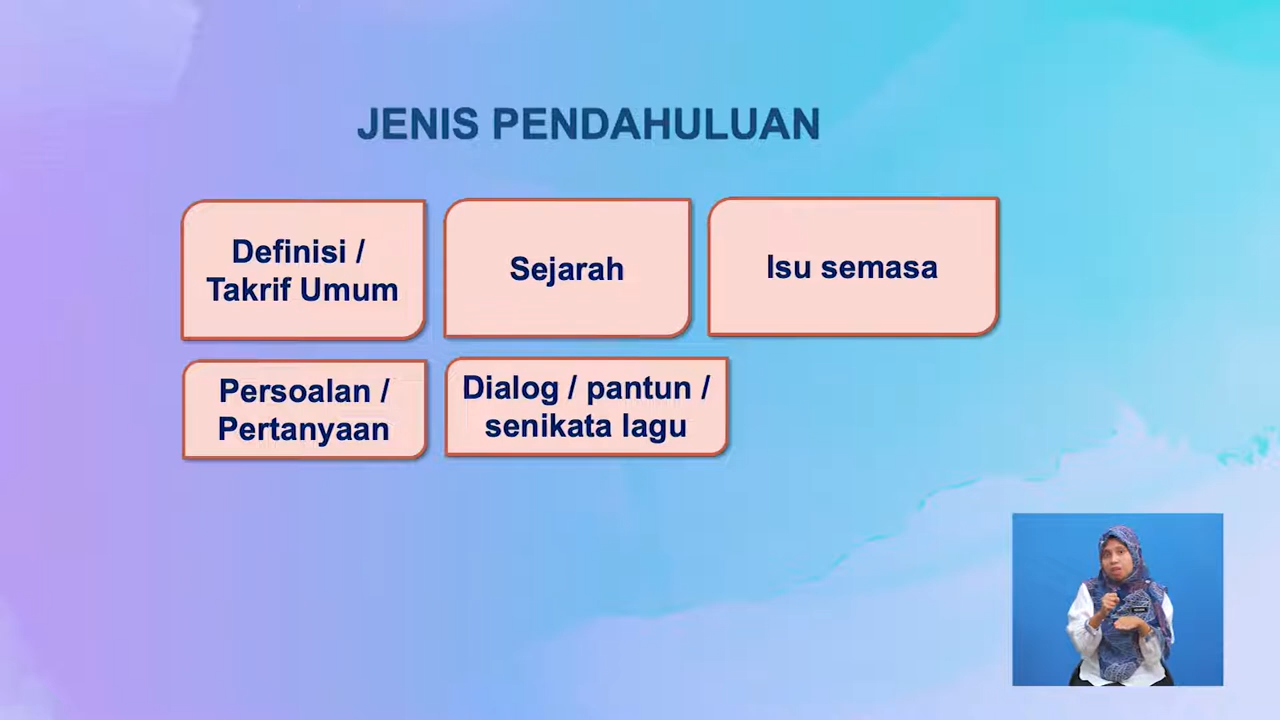 JENIS PENDAHULUAN
Definisi /
Takrif Umum
Sejarah
Isu semasa
Persoalan /
Pertanyaan
Dialog / pantun /
senikata lagu